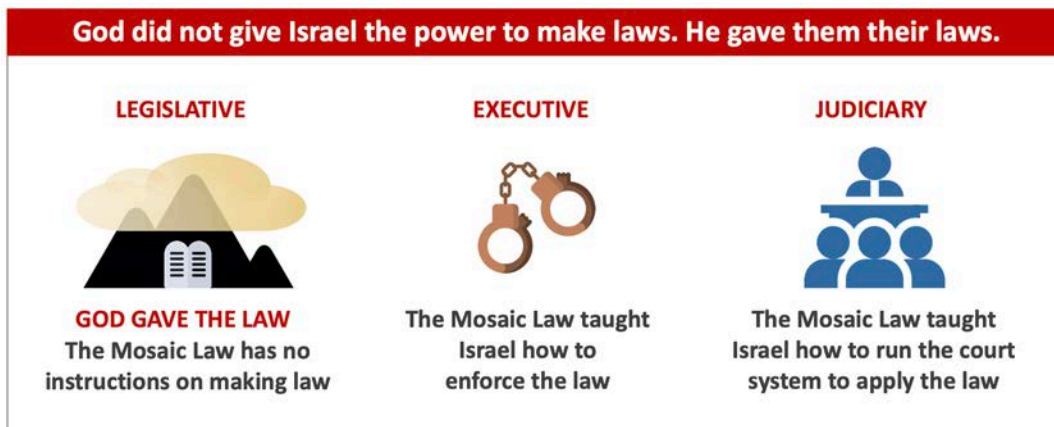 God did not give Israel the power to make laws. He gave them their laws.
LEGISLATIVE
EXECUTIVE
JUDICIARY
GOD GAVE THE LAW
The Mosaic Law has no
instructions on making law
The Mosaic Law taught
Israel how to
enforce the law
The Mosaic Law taught
Israel how to run the court
system to apply the law